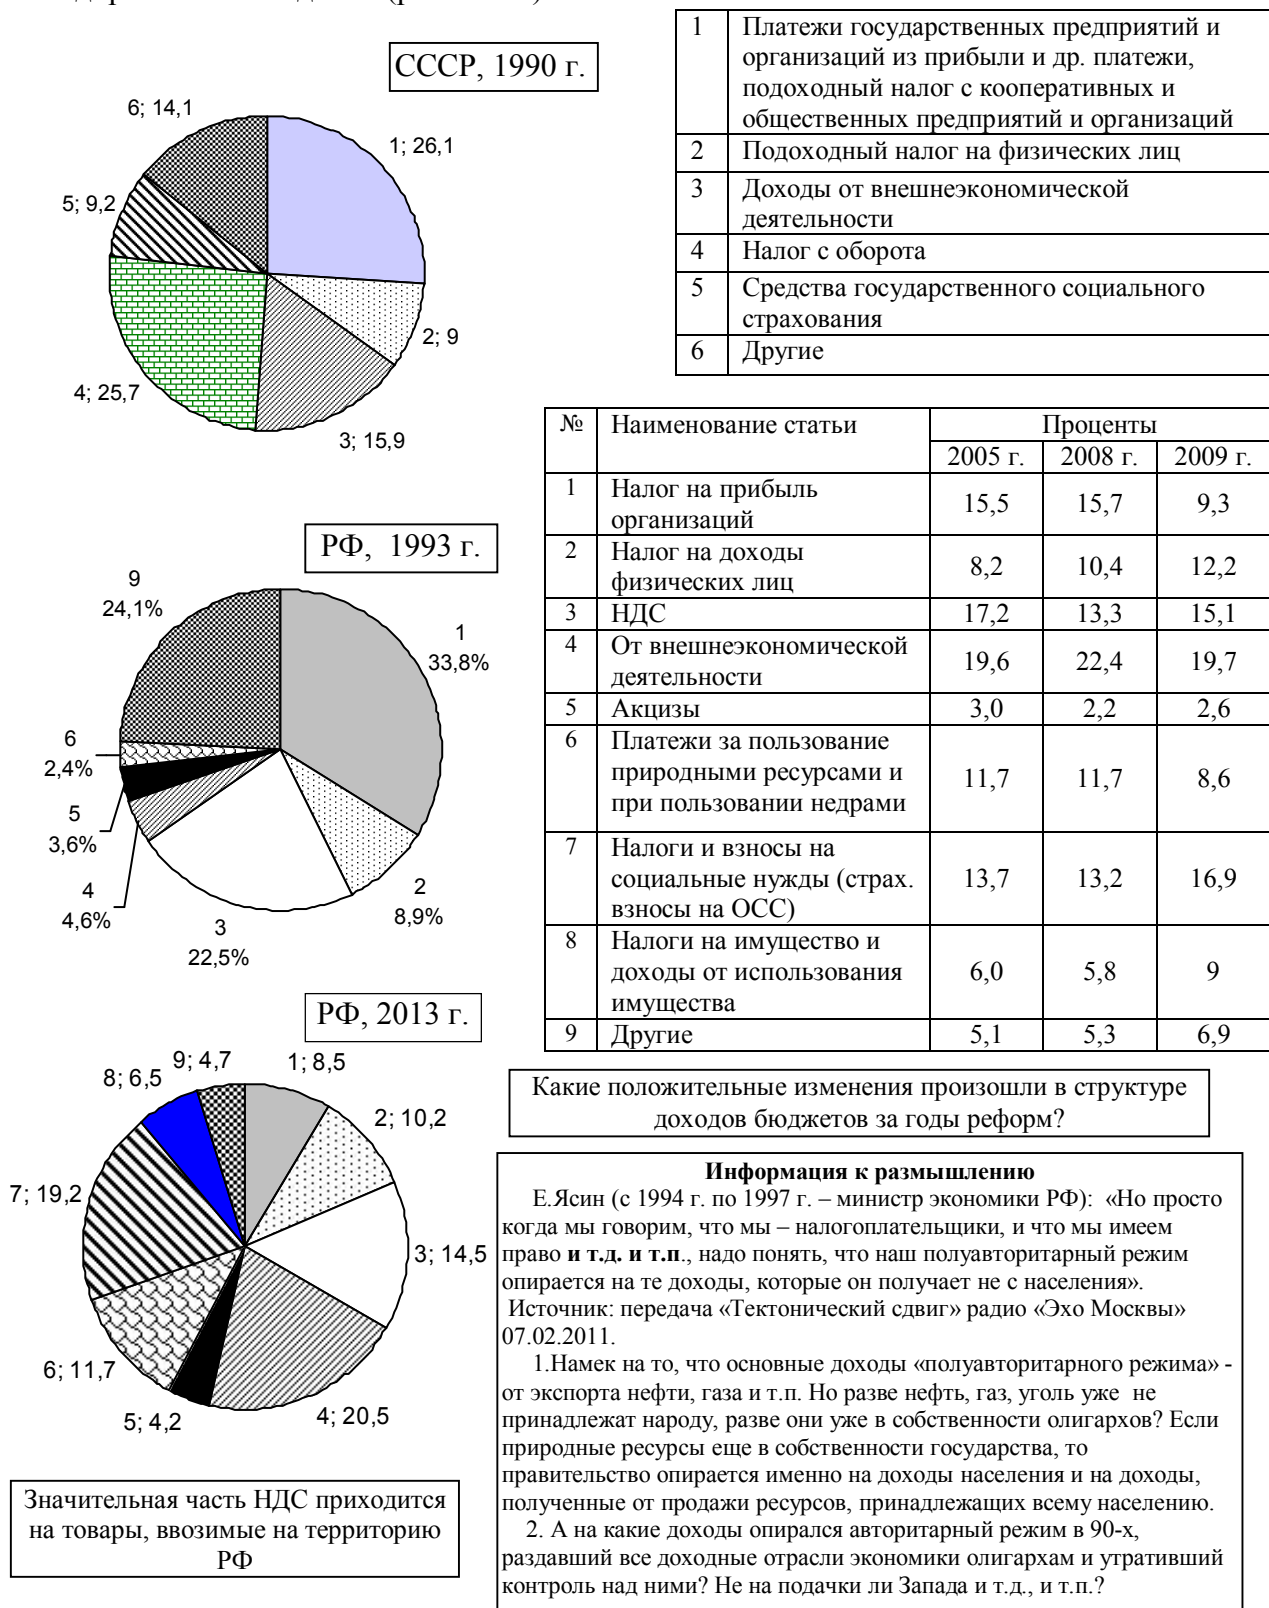 СССР, 1990 г.
6; 14,1
1; 26,1
5; 9,2
2; 9
4; 25,7
3; 15,9
1 Платежи государственных предприятий и
организаций из прибыли и др. платежи,
подоходный налог с кооперативных и
общественных предприятий и организаций
2 Подоходный налог на физических лиц
3 Доходы от внешнеэкономической
деятельности
4 Налог с оборота
5 Средства государственного социального
страхования
6 Другие
№ Наименование статьи Проценты
2005 г. 2008 г. 2009 г.
1 Налог на прибыль
организаций 15,5 15,7 9,3
2 Налог на доходы
физических лиц 8,2 10,4 12,2
3 НДС 17,2 13,3 15,1
4 От внешнеэкономической
деятельности 19,6 22,4 19,7
5 Акцизы 3,0 2,2 2,6
6 Платежи за пользование
природными ресурсами и
при пользовании недрами 11,7 11,7 8,6
7 Налоги и взносы на
социальные нужды (страх.
взносы на ОСС) 13,7 13,2 16,9
8 Налоги на имущество и
доходы от использования
имущества 6,0 5,8 9
9 Другие 5,1 5,3 6,9
РФ, 1993 г.
9
24,1%
1
33,8%
6
2,4%
5
3,6%
4
4,6%
3
22,5%
2
8,9%
РФ, 2013 г.
9; 4,7
1; 8,5
8; 6,5
2; 10,2
7; 19,2
3; 14,5
6; 11,7
5; 4,2
4; 20,5
Значительная часть НДС приходится
на товары, ввозимые на территорию
РФ
Какие положительные изменения произошли в структуре
доходов бюджетов за годы реформ?
Информация к размышлению
Е.Ясин (с 1994 г. по 1997 г. – министр экономики РФ): «Но просто
когда мы говорим, что мы – налогоплательщики, и что мы имеем
право и т.д. и т.п., надо понять, что наш полуавторитарный режим
опирается на те доходы, которые он получает не с населения».
Источник: передача «Тектонический сдвиг» радио «Эхо Москвы»
07.02.2011.
1.Намек на то, что основные доходы «полуавторитарного режима» -
от экспорта нефти, газа и т.п. Но разве нефть, газ, уголь уже не
принадлежат народу, разве они уже в собственности олигархов? Если
природные ресурсы еще в собственности государства, то
правительство опирается именно на доходы населения и на доходы,
полученные от продажи ресурсов, принадлежащих всему населению.
2. А на какие доходы опирался авторитарный режим в 90-х,
раздавший все доходные отрасли экономики олигархам и утративший
контроль над ними? Не на подачки ли Запада и т.д., и т.п.?